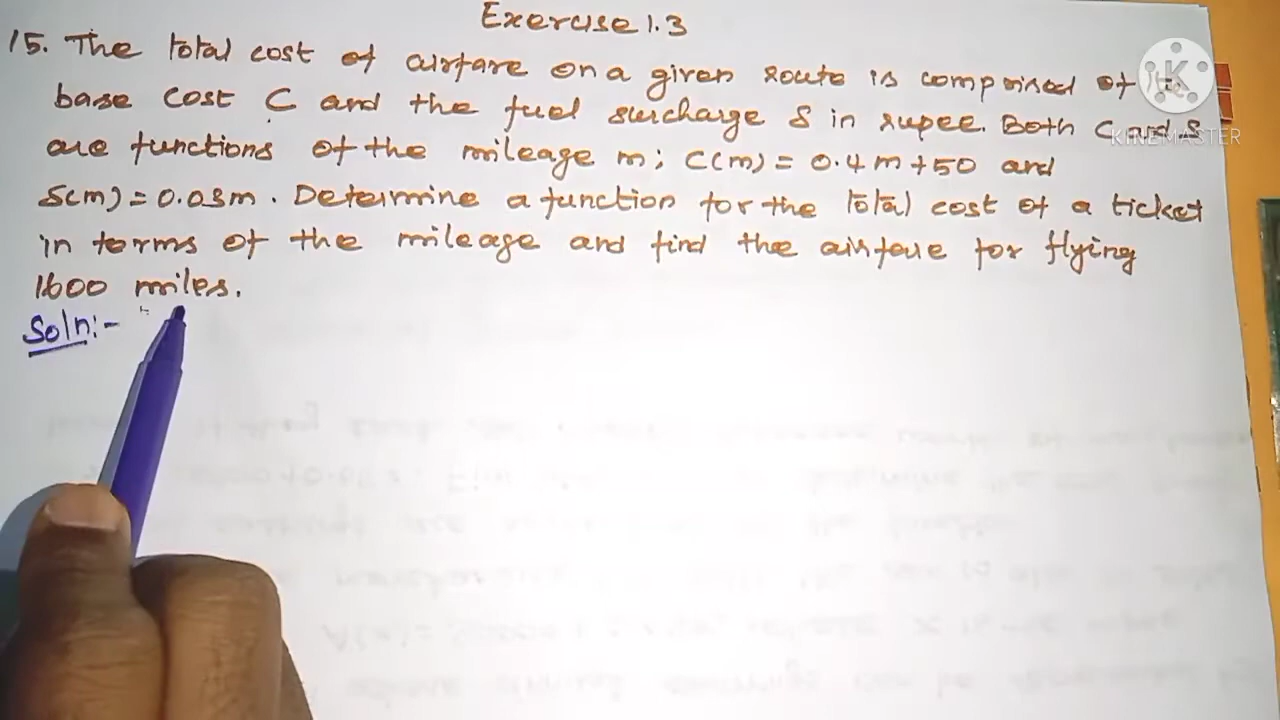 Exercise 1.3
15. The total cost of airfare on a given route is comprised of its
base cost C and the fuel surcharge S in rupee. Both C and S
are functions of the mileage m; C(m) = 0.4m+50 and
S(m) = 0.03m. Determine a function for the total cost of a ticket
in terms of the mileage and find the airfare for flying
1600 miles.
Soln:-
K
KINEMASTER